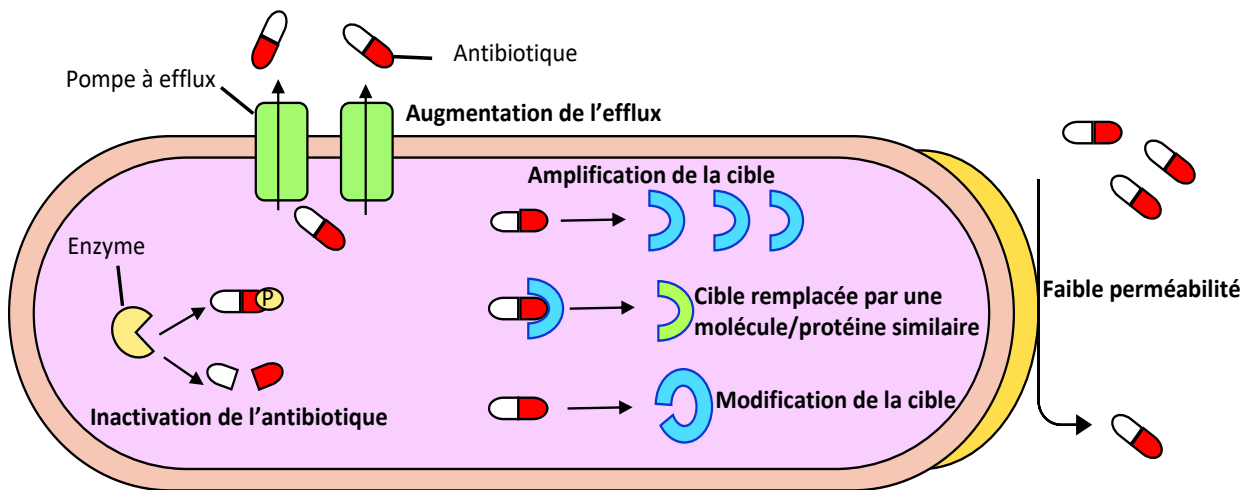 Antibiotique
Pompe à efflux
Augmentation de l’efflux
Amplification de la cible
Enzyme
P
Cible remplacée par une
molécule/protéine similaire
Faible perméabilité
Inactivation de l’antibiotique
Modification de la cible